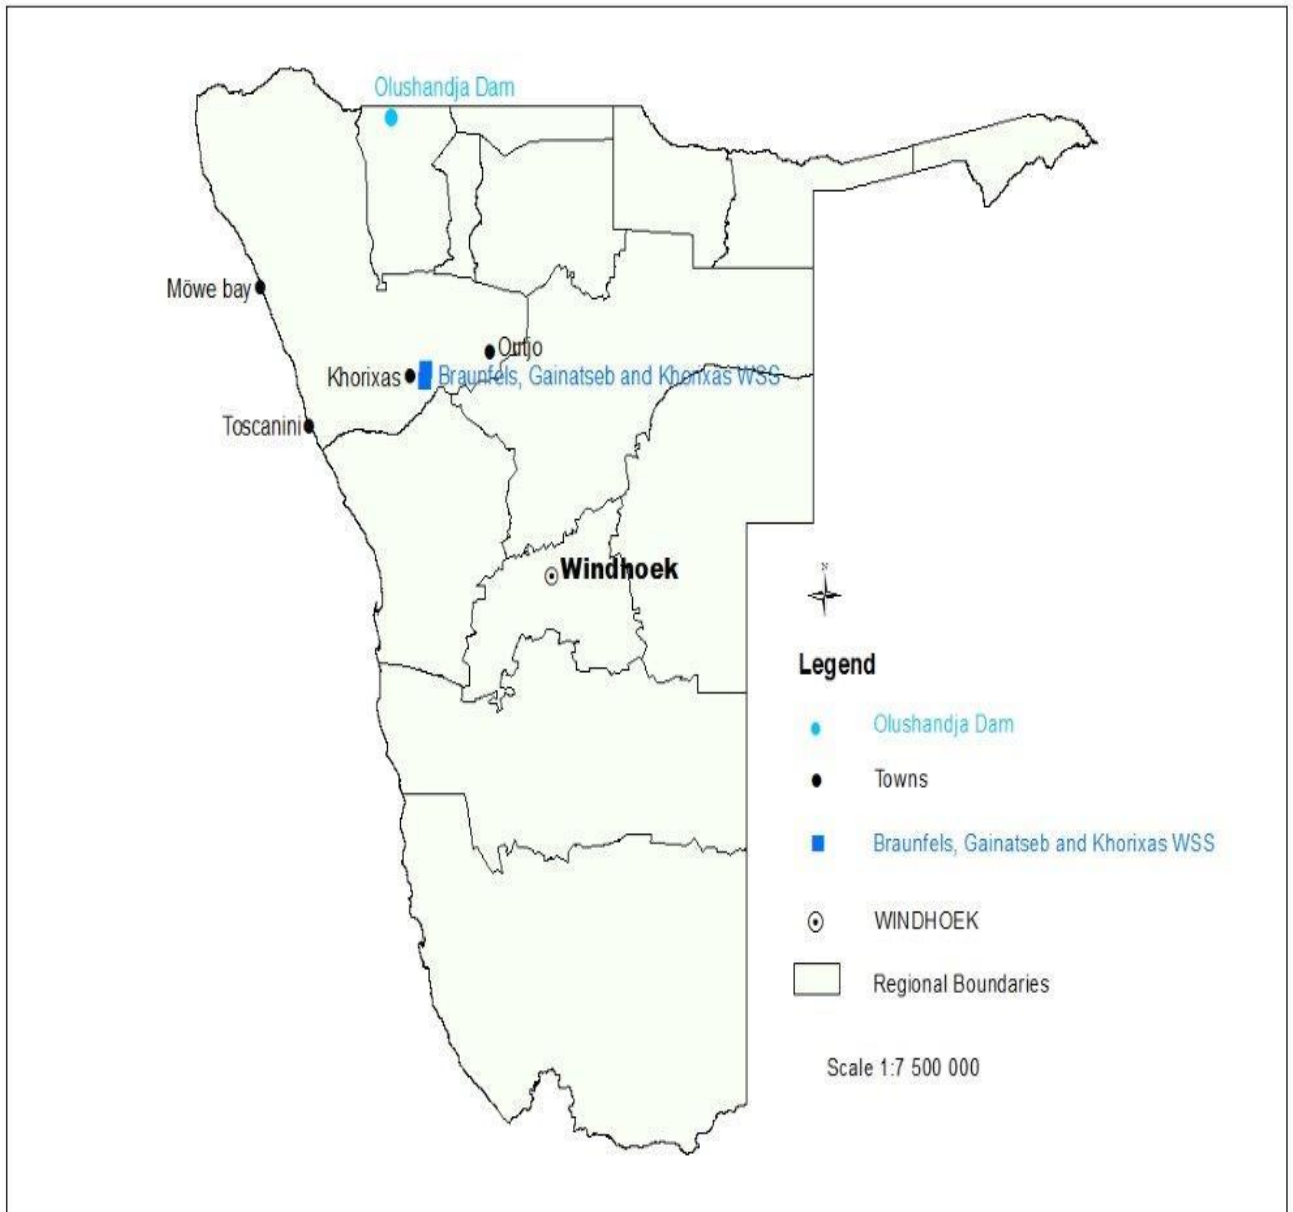 Olushandja Dam
Möwe bay
Outjo
Khorixas
Braunfels, Gainatseb and Khorixas WSS
Toscanini
Windhoek
N
Legend
Olushandja Dam
Towns
Braunfels, Gainatseb and Khorixas WSS
WINDHOEK
Regional Boundaries
Scale 1:7 500 000